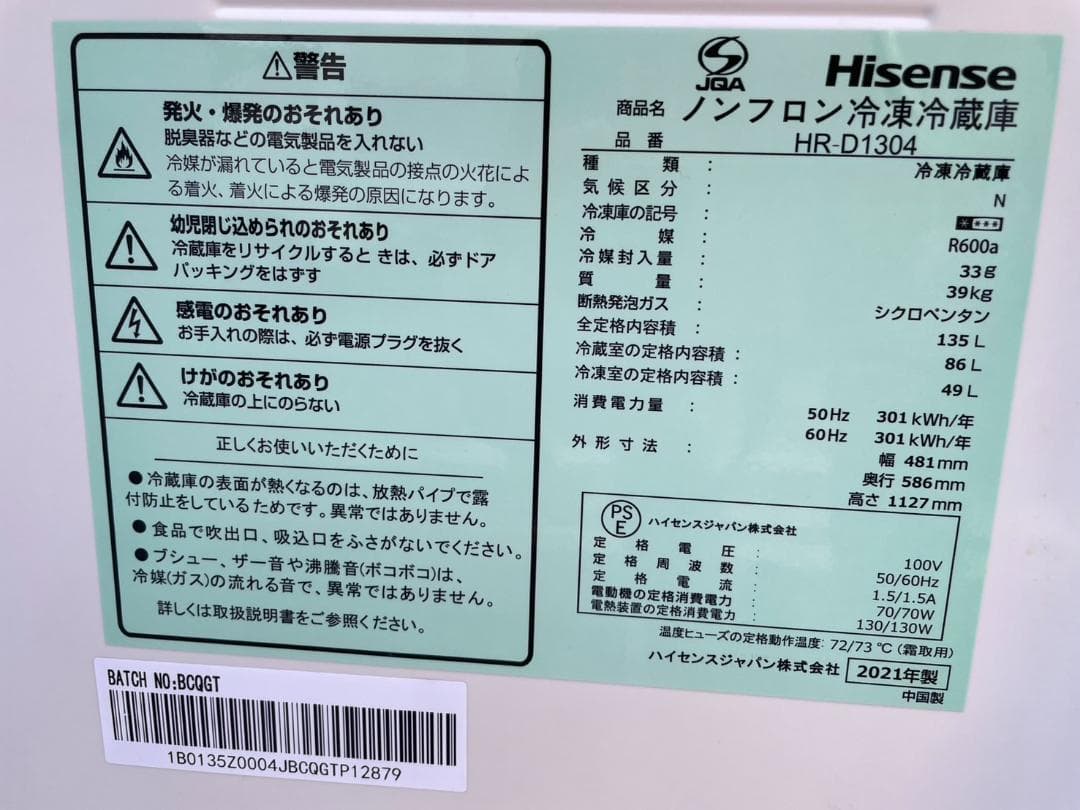 警告
発火・爆発のおそれあり
脱臭器などの電気製品を入れない
冷媒が漏れていると電気製品の接点の火花によ
る着火、着火による爆発の原因になります。
幼児閉じ込められのおそれあり
冷蔵庫をリサイクルすると きは、必ずドア
パッキングをはずす
感電のおそれあり
お手入れの際は、必ず電源プラグを抜く
けがのおそれあり
冷蔵庫の上にのらない
正しくお使いいただくために
●冷蔵庫の表面が熱くなるのは、放熱パイプで露
付防止をしているためです。異常ではありません。
●食品で吹出口、吸込口をふさがないでください。
●ブシュー、ザー音や沸騰音(ボコボコ)は、
冷媒(ガス)の流れる音で、異常ではありません。
詳しくは取扱説明書をご参照ください。
JQA
Hisense
商品名 ノンフロン冷凍冷蔵庫
品番 HR-D1304
種類： 冷凍冷蔵庫
気候区分： N
冷凍庫の記号： ****
冷媒： R600a
冷媒封入量： 33g
質量： 39kg
断熱発泡ガス： シクロペンタン
全定格内容積： 135 L
冷蔵室の定格内容積： 86 L
冷凍室の定格内容積： 49 L
消費電力量： 50Hz 301 kWh/年
60Hz 301 kWh/年
外形寸法： 幅 481mm
奥行 586mm
高さ 1127mm
PS
E
ハイセンスジャパン株式会社
定格電圧： 100V
定格周波数： 50/60Hz
定格電流： 1.5/1.5A
電動機の定格消費電力： 70/70W
電熱装置の定格消費電力： 130/130W
温度ヒューズの定格動作温度: 72/73 ℃ (霜取用)
ハイセンスジャパン株式会社 2021年製
中国製
BATCH NO:BCQGT
1B0135Z0004JBCQGTP12879